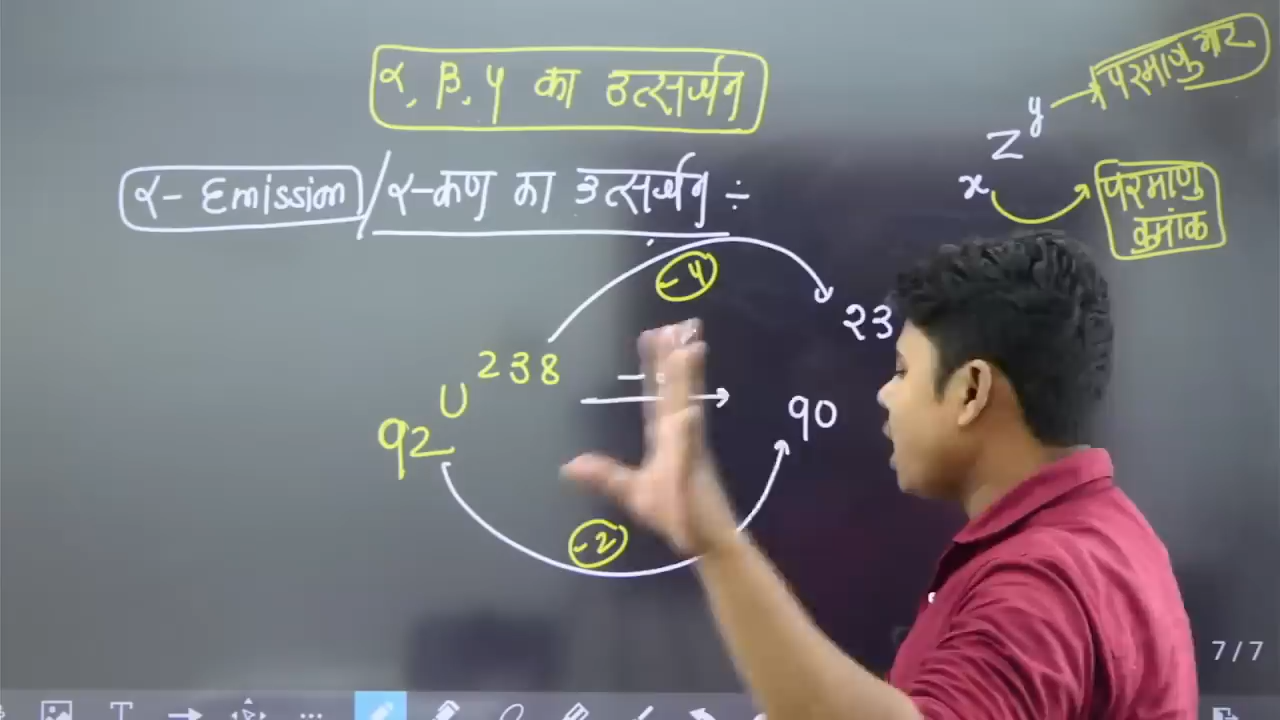 α, β, γ का उत्सर्जन
α- Emission / α-कण का उत्सर्जन ÷
x Z y
परमाणु भार
परमाणु क्रमांक
-4
92 U 238
90
23
-2
7/7